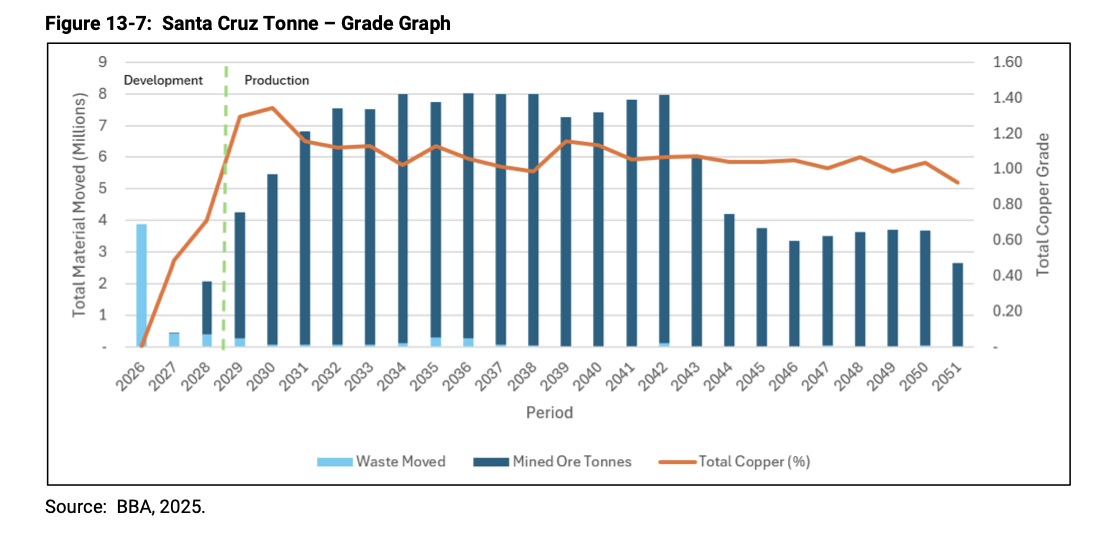 Figure 13-7: Santa Cruz Tonne – Grade Graph
Development
Production
Total Material Moved (Millions)
9
8
7
6
5
4
3
2
1
-
1.60
1.40
1.20
1.00
0.80
0.60
0.40
0.20
-
Total Copper Grade
2026 2027 2028 2029 2030 2031 2032 2033 2034 2035 2036 2037 2038 2039 2040 2041 2042 2043 2044 2045 2046 2047 2048 2049 2050 2051
Period
Waste Moved Mined Ore Tonnes Total Copper (%)
Source: BBA, 2025.